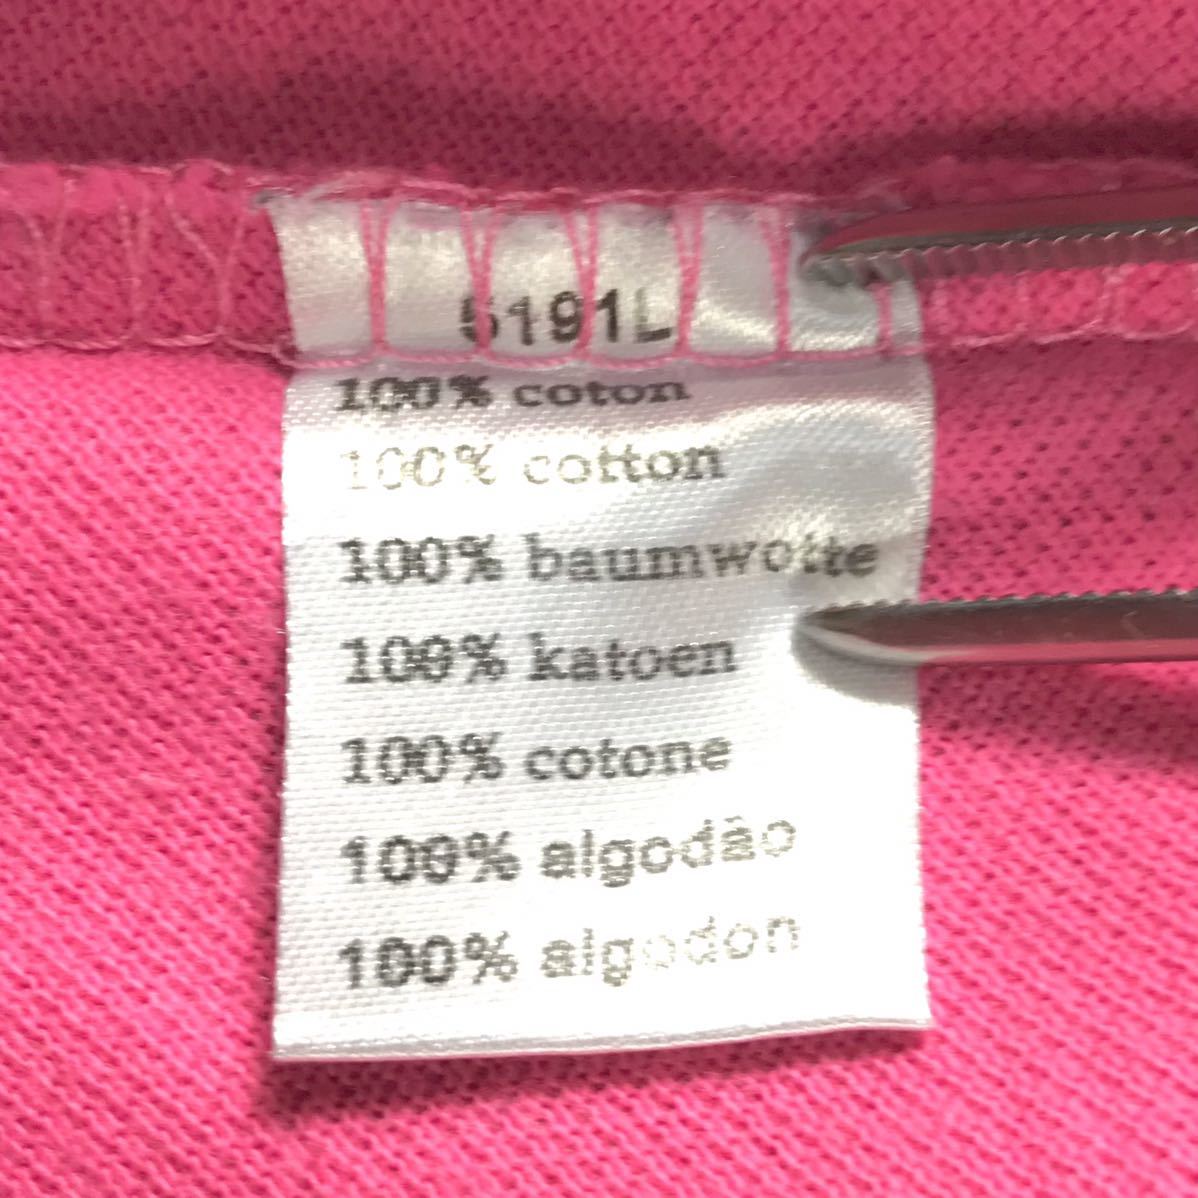 5191L
100% coton
100% cotton
100% baumwolle
100% katoen
100% cotone
100% algodão
100% algodon